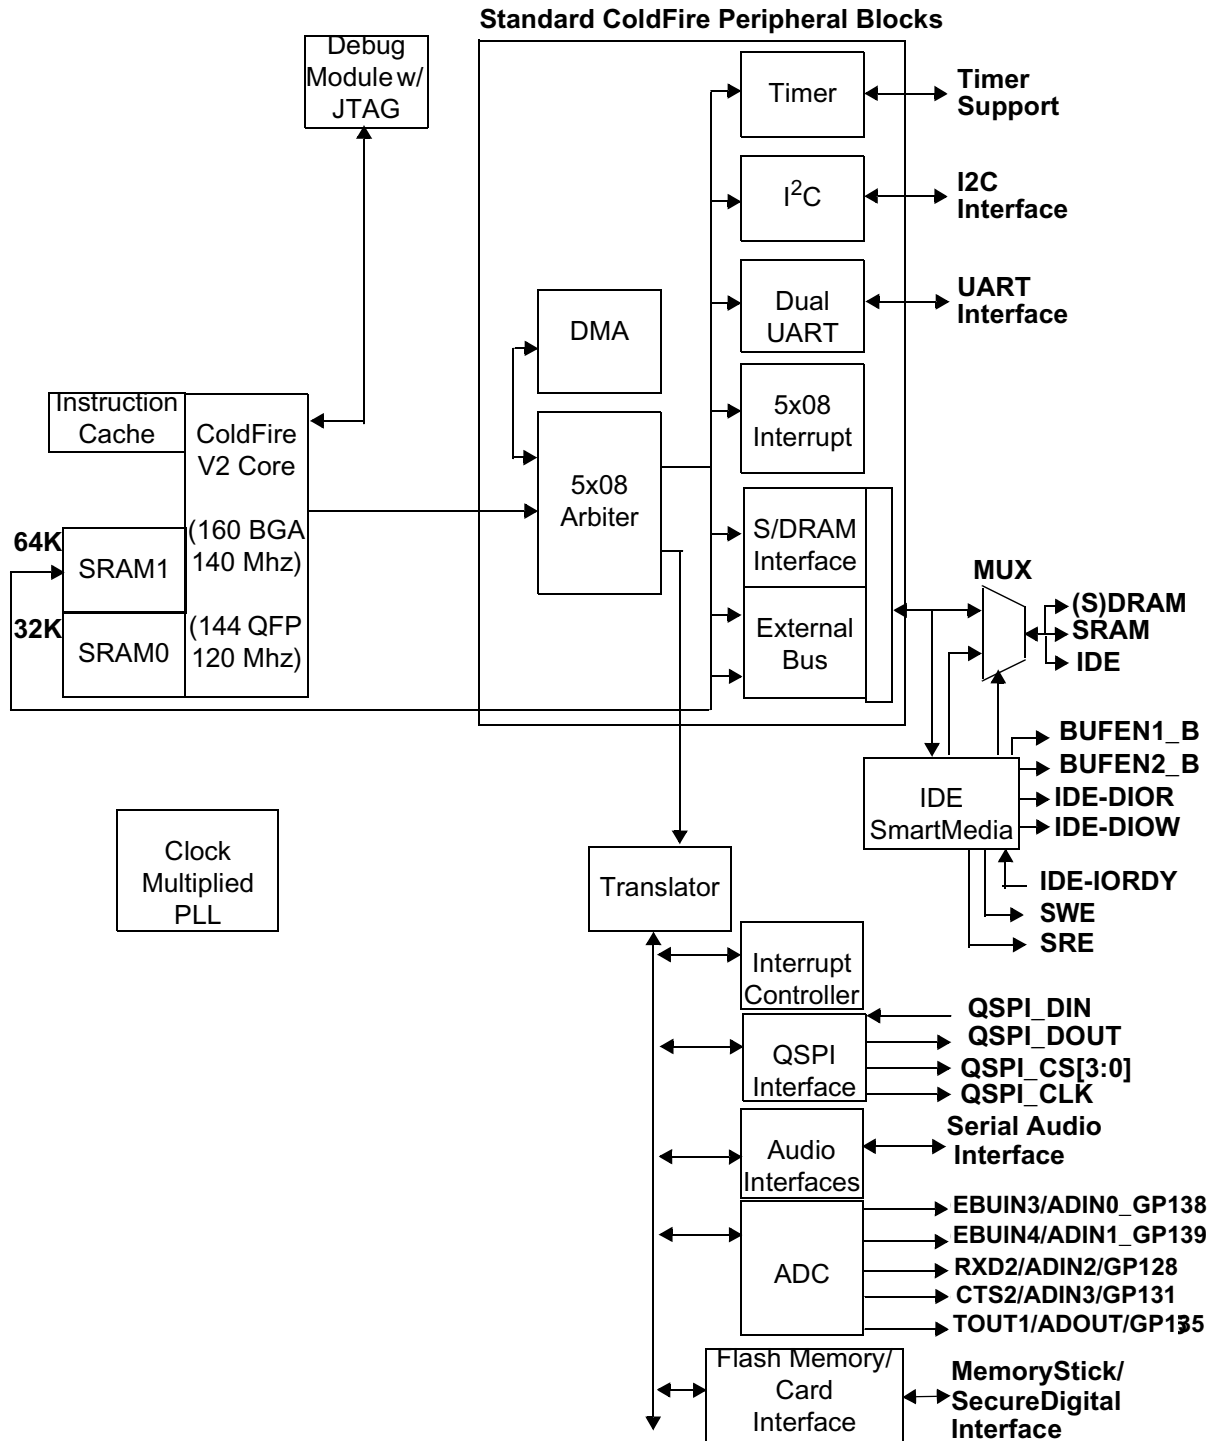 Standard ColdFire Peripheral Blocks
Debug
Module w/
JTAG
Timer
Timer
Support
I2C
I2C
Interface
Dual
UART
UART
Interface
DMA
5x08
Interrupt
Instruction
Cache
ColdFire
V2 Core
(160 BGA
140 Mhz)
(144 QFP
120 Mhz)
64K
SRAM1
32K
SRAM0
5x08
Arbiter
S/DRAM
Interface
External
Bus
MUX
(S)DRAM
SRAM
IDE
IDE
SmartMedia
BUFEN1_B
BUFEN2_B
IDE-DIOR
IDE-DIOW
IDE-IORDY
SWE
SRE
Clock
Multiplied
PLL
Translator
Interrupt
Controller
QSPI
Interface
QSPI_DIN
QSPI_DOUT
QSPI_CS[3:0]
QSPI_CLK
Audio
Interfaces
Serial Audio
Interface
ADC
EBUIN3/ADIN0_GP138
EBUIN4/ADIN1_GP139
RXD2/ADIN2/GP128
CTS2/ADIN3/GP131
TOUT1/ADOUT/GP135
Flash Memory/
Card
Interface
MemoryStick/
SecureDigital
Interface